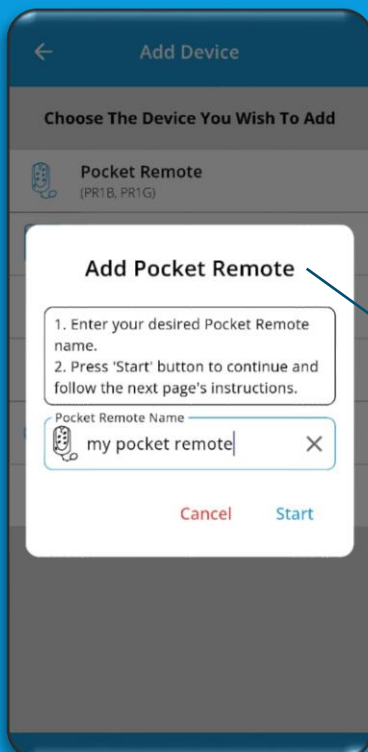 Add Device
Choose The Device You Wish To Add
Pocket Remote
(PR1B, PR1G)
Add Pocket Remote
1. Enter your desired Pocket Remote
name.
2. Press 'Start' button to continue and
follow the next page's instructions.
Pocket Remote Name
my pocket remote
Cancel
Start